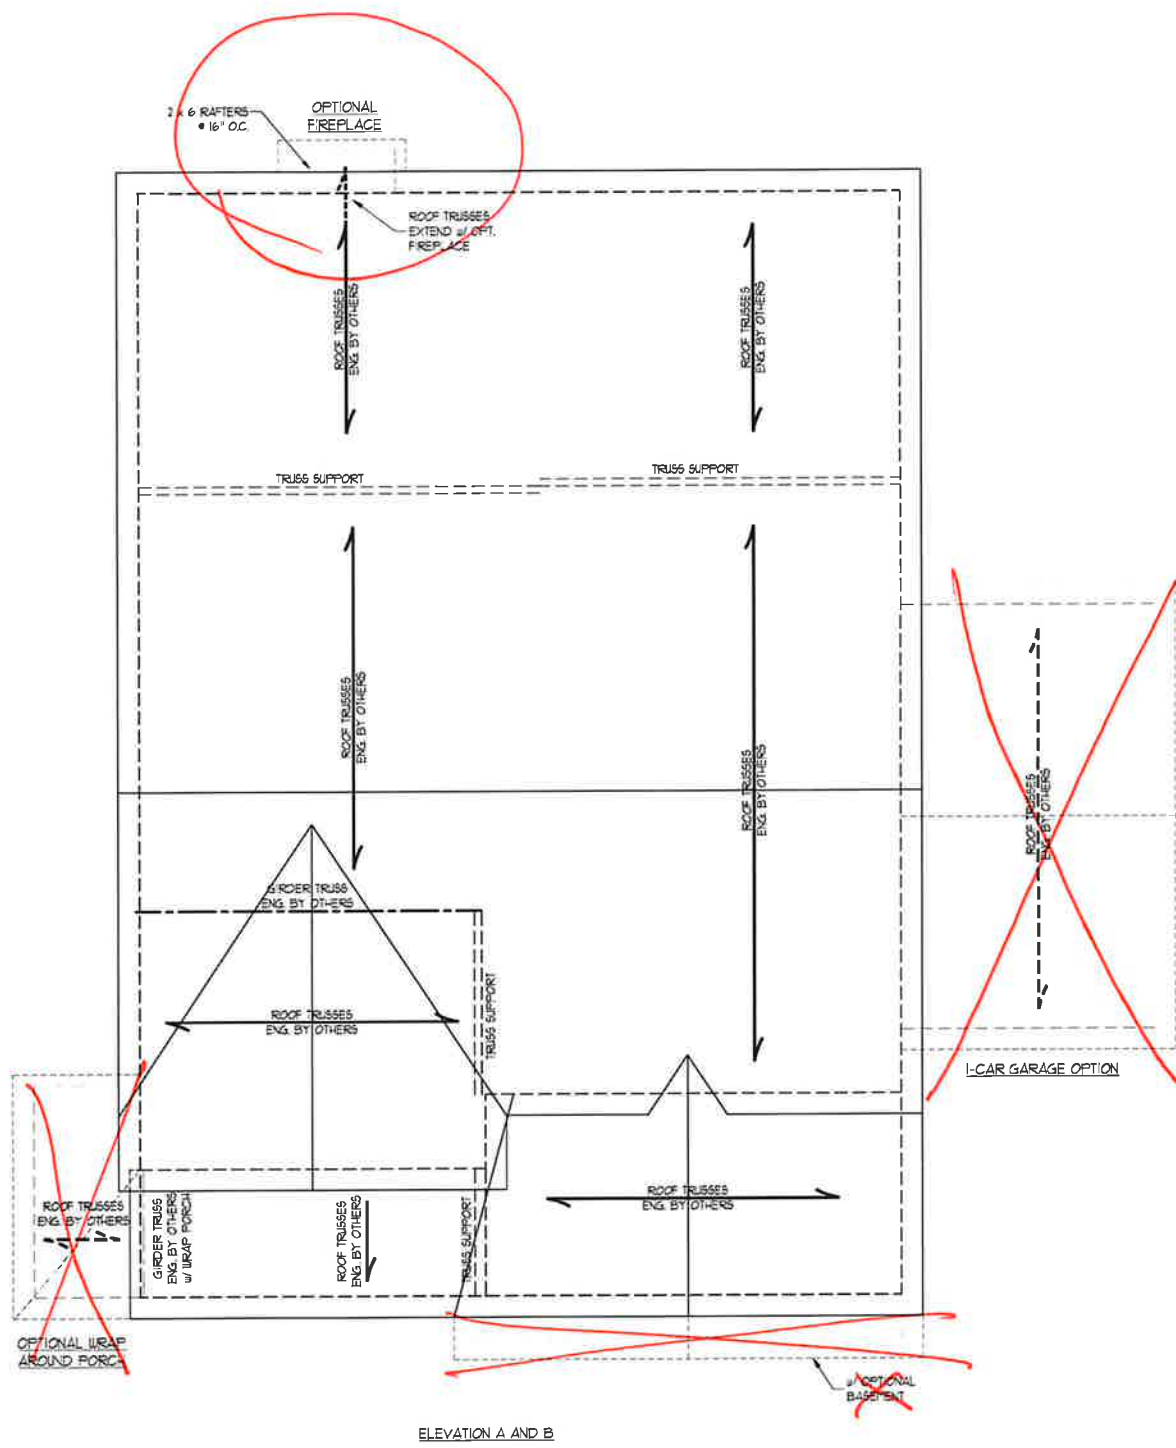 2 x 6 RAFTERS
@ 16" O.C.
OPTIONAL
FIREPLACE
ROOF TRUSSES
EXTEND w/ OPT.
FIREPLACE
ROOF TRUSSES
ENG. BY OTHERS
ROOF TRUSSES
ENG. BY OTHERS
TRUSS SUPPORT
TRUSS SUPPORT
ROOF TRUSSES
ENG. BY OTHERS
ROOF TRUSSES
ENG. BY OTHERS
ROOF TRUSSES
ENG. BY OTHERS
GIRDER TRUSS
ENG. BY OTHERS
ROOF TRUSSES
ENG. BY OTHERS
TRUSS SUPPORT
1-CAR GARAGE OPTION
ROOF TRUSSES
ENG. BY OTHERS
GIRDER TRUSS
ENG. BY OTHERS
w/ WRAP PORCH
ROOF TRUSSES
ENG. BY OTHERS
TRUSS SUPPORT
ROOF TRUSSES
ENG. BY OTHERS
OPTIONAL WRAP
AROUND PORCH
w/ OPTIONAL
BASEMENT
ELEVATION A AND B